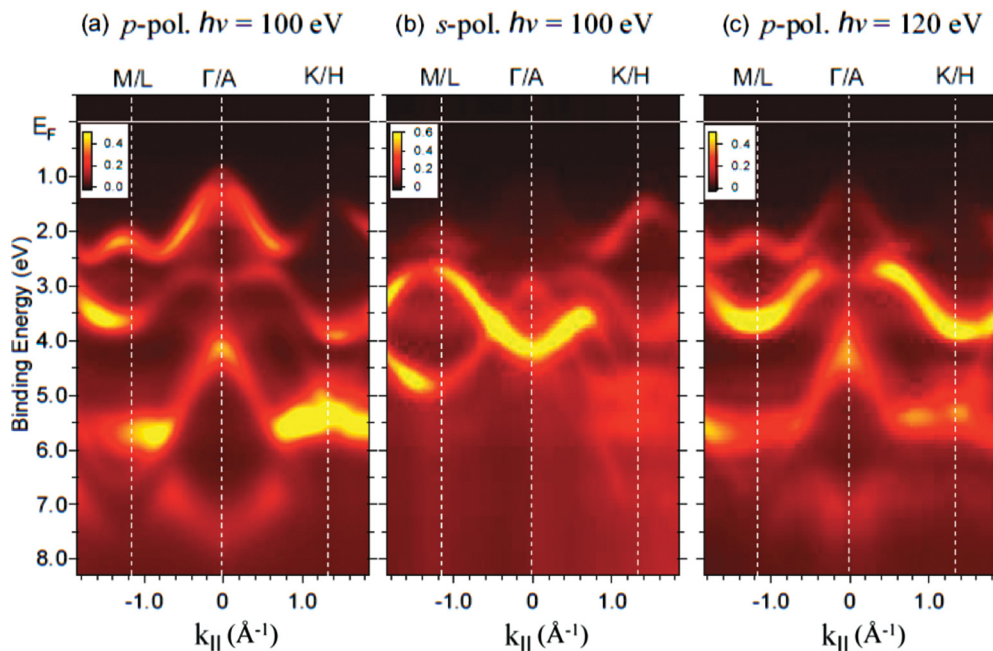 (a) p-pol. hν = 100 eV
(b) s-pol. hν = 100 eV
(c) p-pol. hν = 120 eV
M/L Γ/A K/H
M/L Γ/A K/H
M/L Γ/A K/H
E_F
0.4
0.2
0.0
0.6
0.4
0.2
0
0.4
0.2
0
1.0
2.0
3.0
4.0
5.0
6.0
7.0
8.0
Binding Energy (eV)
-1.0 0 1.0
-1.0 0 1.0
-1.0 0 1.0
k|| (Å⁻¹)
k|| (Å⁻¹)
k|| (Å⁻¹)